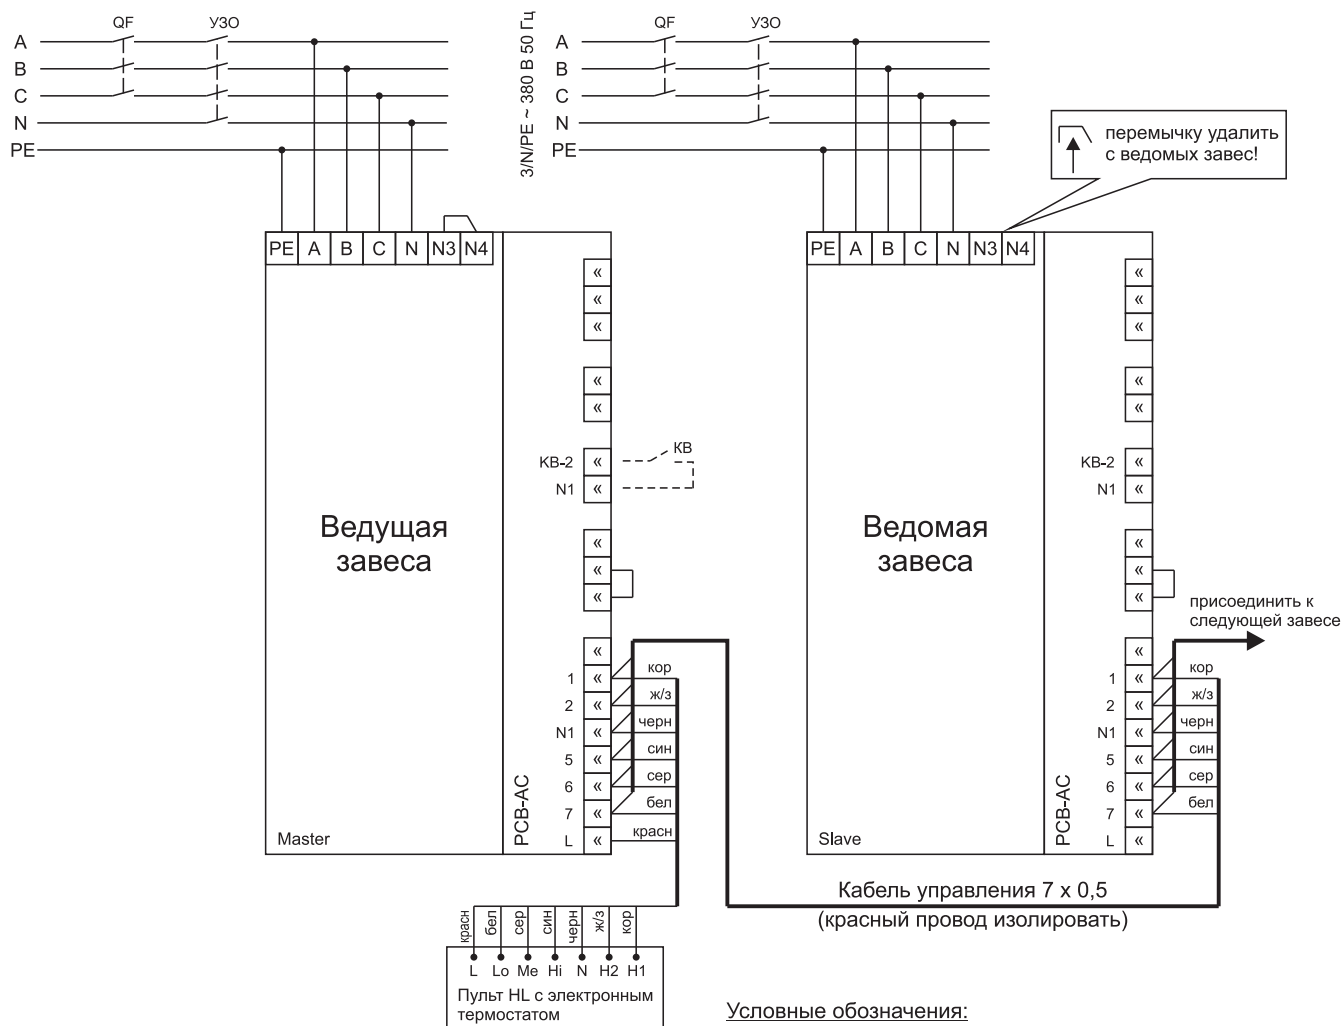 QF УЗО
A
B
C
N
PE
3/N/PE ~ 380 В 50 Гц
QF УЗО
A
B
C
N
PE
перемычку удалить
с ведомых завес!
PE A B C N N3 N4
PE A B C N N3 N4
«
«
«
«
«
КВ-2 «
N1 «
КВ
«
«
«
«
1 « кор
2 « ж/з
N1 « черн
5 « син
6 « сер
7 « бел
L « красн
Ведущая
завеса
Master
PCB-AC
«
«
«
«
«
КВ-2 «
N1 «
«
«
«
«
1 « кор
2 « ж/з
N1 « черн
5 « син
6 « сер
7 « бел
L «
Ведомая
завеса
Slave
PCB-AC
присоединить к
следующей завесе
Кабель управления 7 x 0,5
(красный провод изолировать)
красн бел сер син черн ж/з кор
L Lo Me Hi N H2 H1
Пульт HL с электронным
термостатом
Условные обозначения: